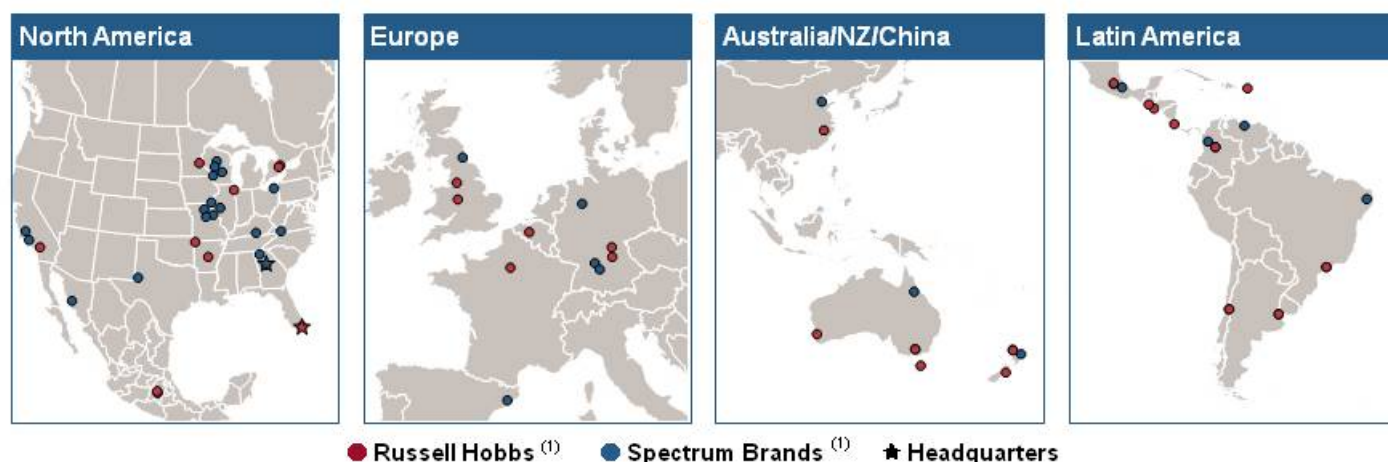 North America
Europe
Australia/NZ/China
Latin America
Russell Hobbs (1)
Spectrum Brands (1)
Headquarters